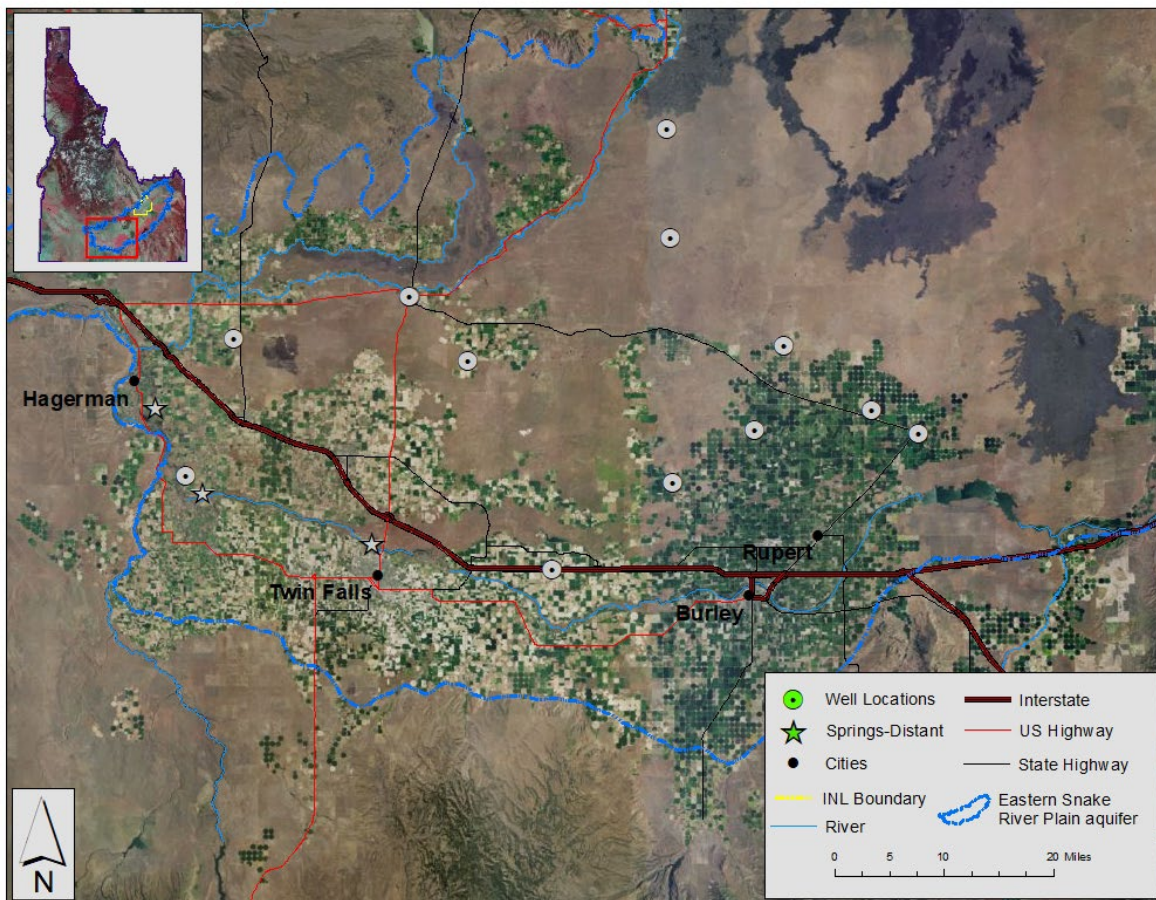 Hagerman
Twin Falls
Rupert
Burley
Well Locations
Springs-Distant
Cities
INL Boundary
River
Interstate
US Highway
State Highway
Eastern Snake
River Plain aquifer
0 5 10 20 Miles
N